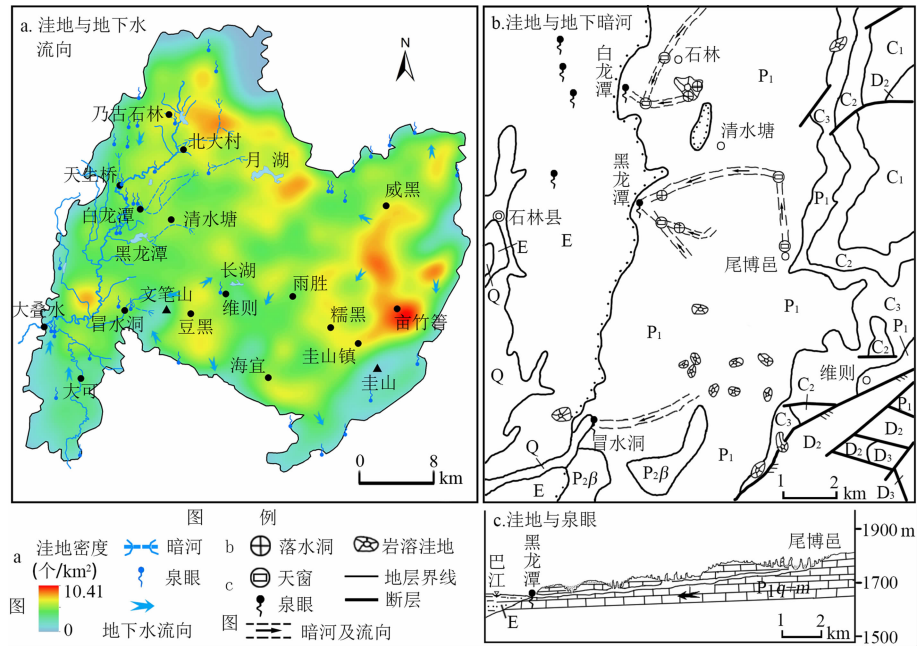 a. 洼地与地下水
流向
N
乃古石林
北大村
月 湖
天生桥
威黑
白龙潭
清水塘
黑龙潭
长湖
雨胜
大叠水
文笔山
维则
冒水洞
豆黑
糯黑
亩竹箐
圭山镇
海宜
圭山
大可
0 8
km
b.洼地与地下暗河
白龙潭
石林
P₁
C₁
D₂
C₂
C₃
清水塘
黑龙潭
C₁
P₁
石林县
E
E
尾博邑
C₂
Q
P₁
P₁
C₃
C₂
维则
Q
C₂
P₁
C₃
D₂
D₂
冒水洞
Q
P₁
D₂
D₃
E
P₂β
P₂β
D₃
1 2
km
图 例
a
图
洼地密度
(个/km²)
10.41
0
暗河
泉眼
地下水流向
b
c
图
落水洞
岩溶洼地
天窗
地层界线
泉眼
断层
暗河及流向
c.洼地与泉眼
巴江
黑龙潭
尾博邑
1900 m
1700
1500
P₁q+m
E
1 2
km